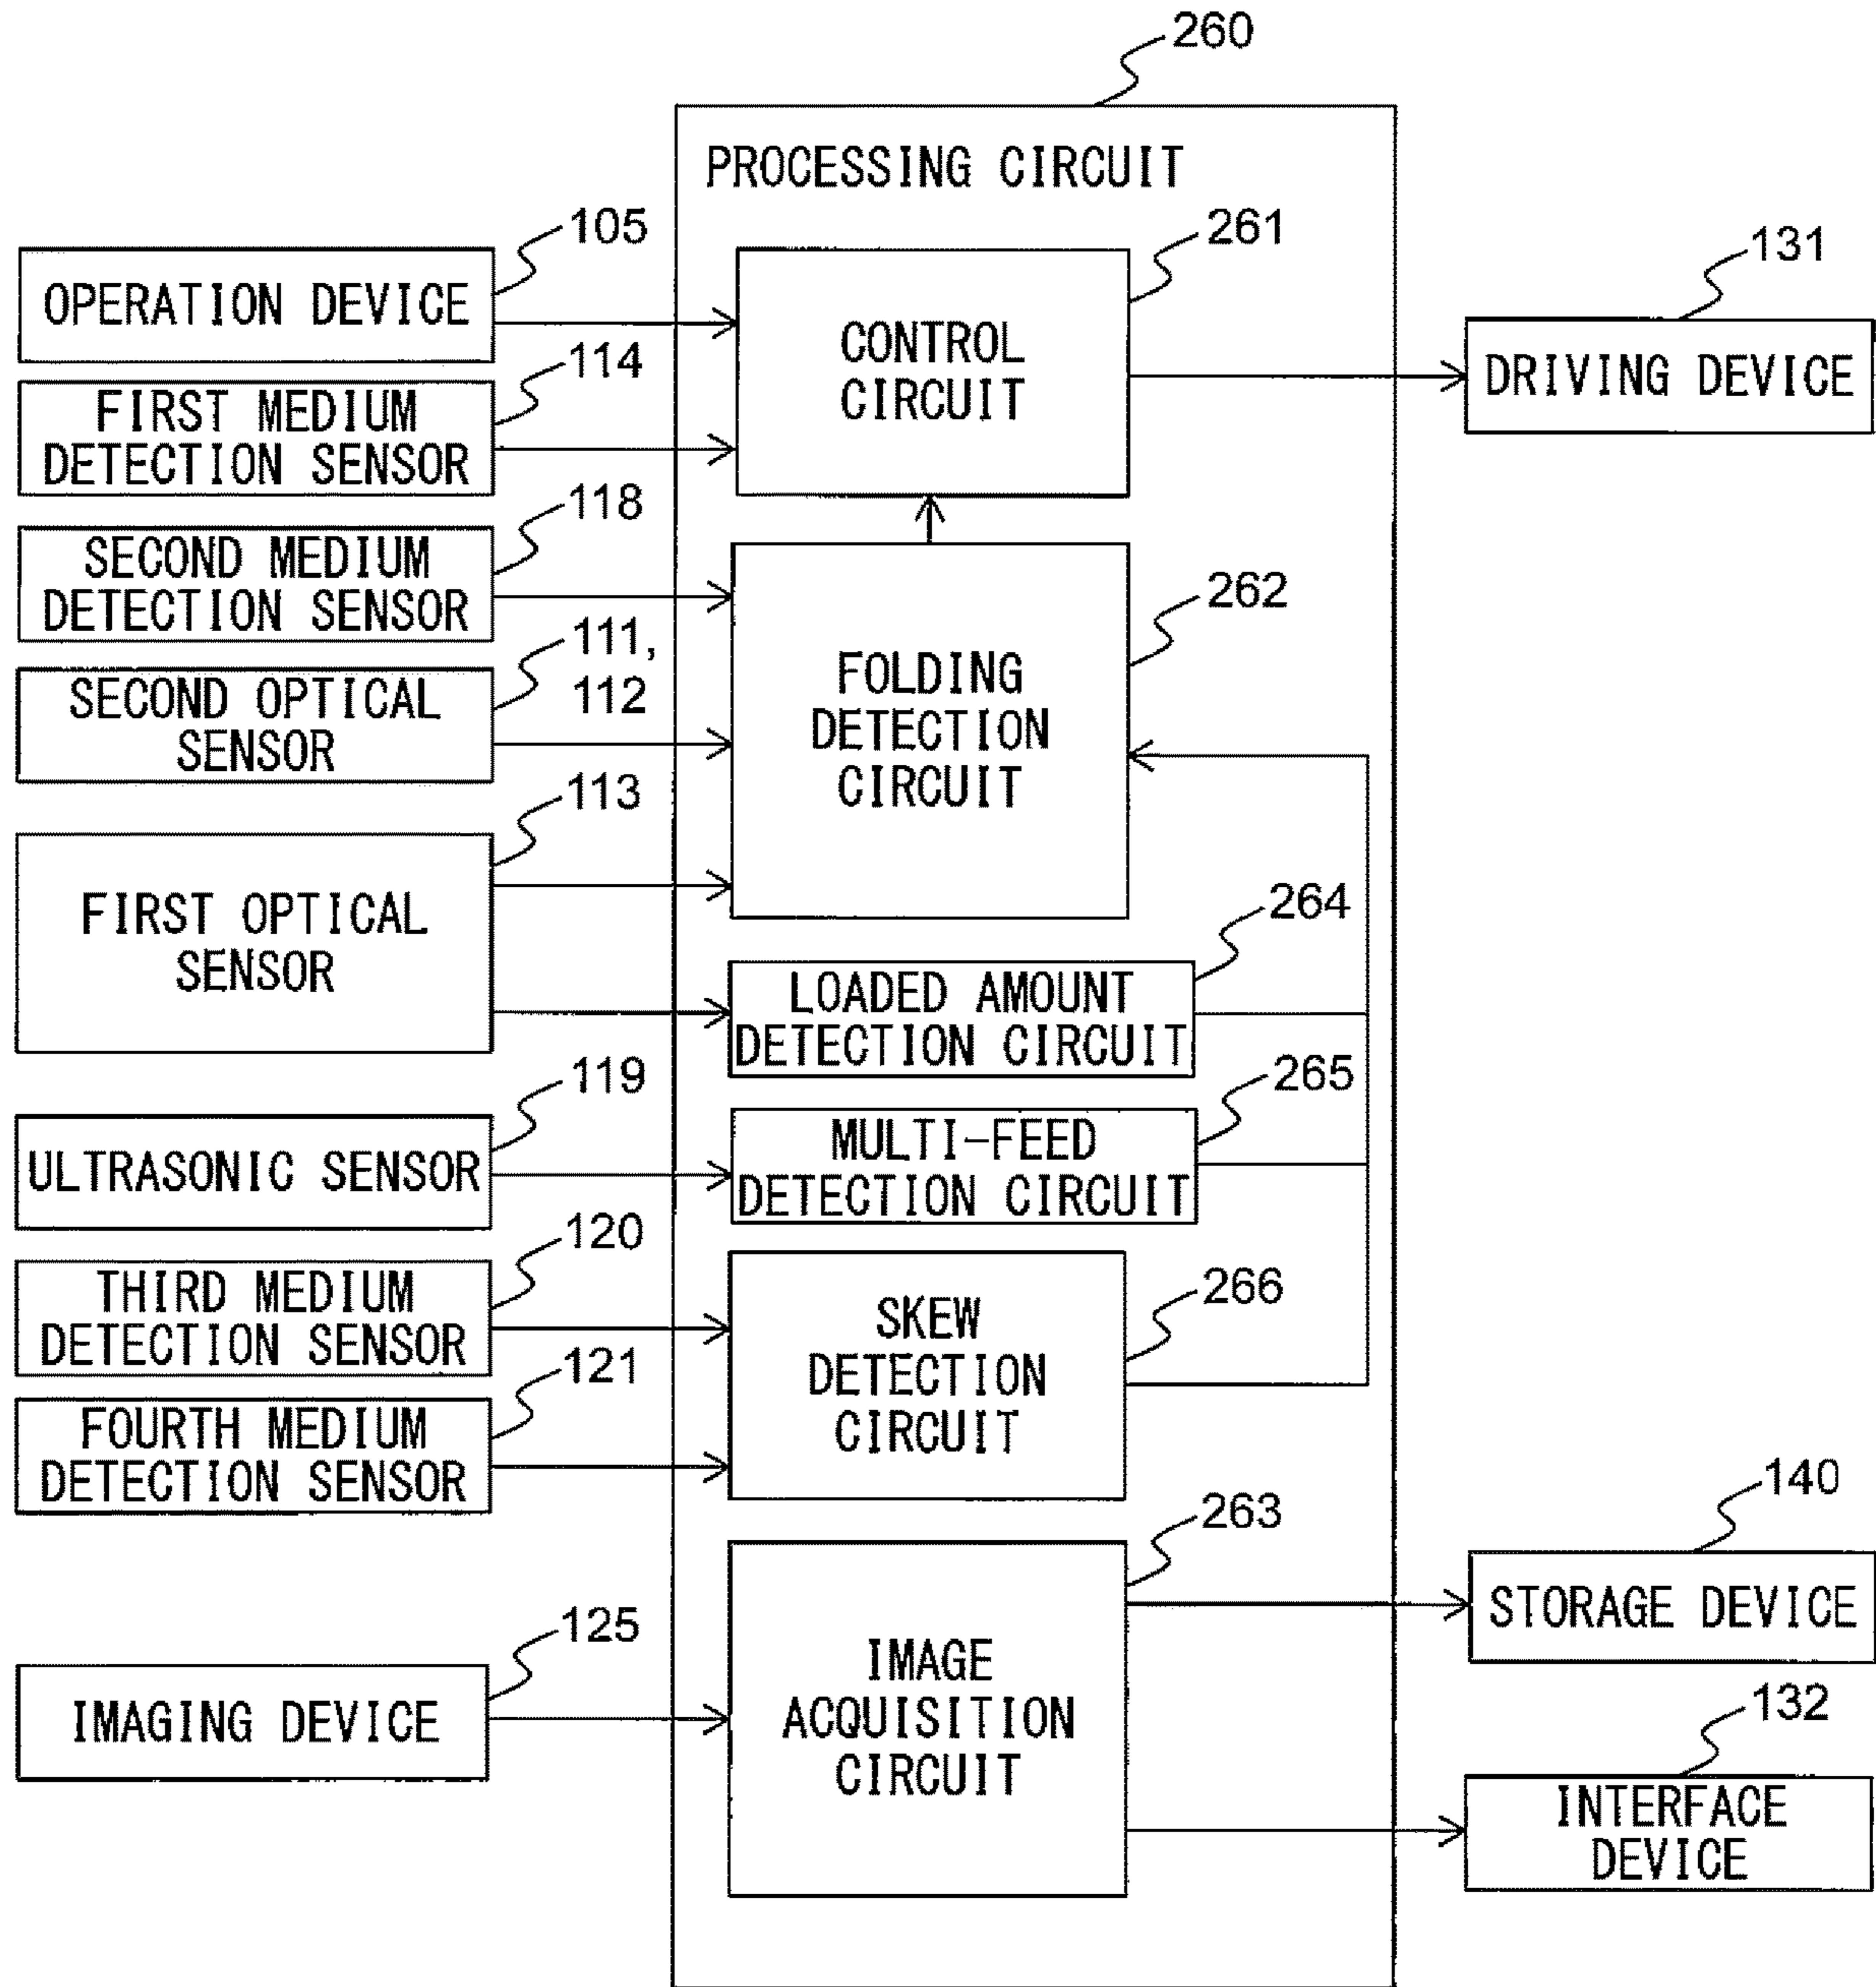 260
PROCESSING CIRCUIT
105
OPERATION DEVICE
114
FIRST MEDIUM
DETECTION SENSOR
118
SECOND MEDIUM
DETECTION SENSOR
111,
112
SECOND OPTICAL
SENSOR
113
FIRST OPTICAL
SENSOR
119
ULTRASONIC SENSOR
120
THIRD MEDIUM
DETECTION SENSOR
121
FOURTH MEDIUM
DETECTION SENSOR
125
IMAGING DEVICE
261
CONTROL
CIRCUIT
262
FOLDING
DETECTION
CIRCUIT
264
LOADED AMOUNT
DETECTION CIRCUIT
265
MULTI-FEED
DETECTION CIRCUIT
266
SKEW
DETECTION
CIRCUIT
263
IMAGE
ACQUISITION
CIRCUIT
131
DRIVING DEVICE
140
STORAGE DEVICE
132
INTERFACE
DEVICE